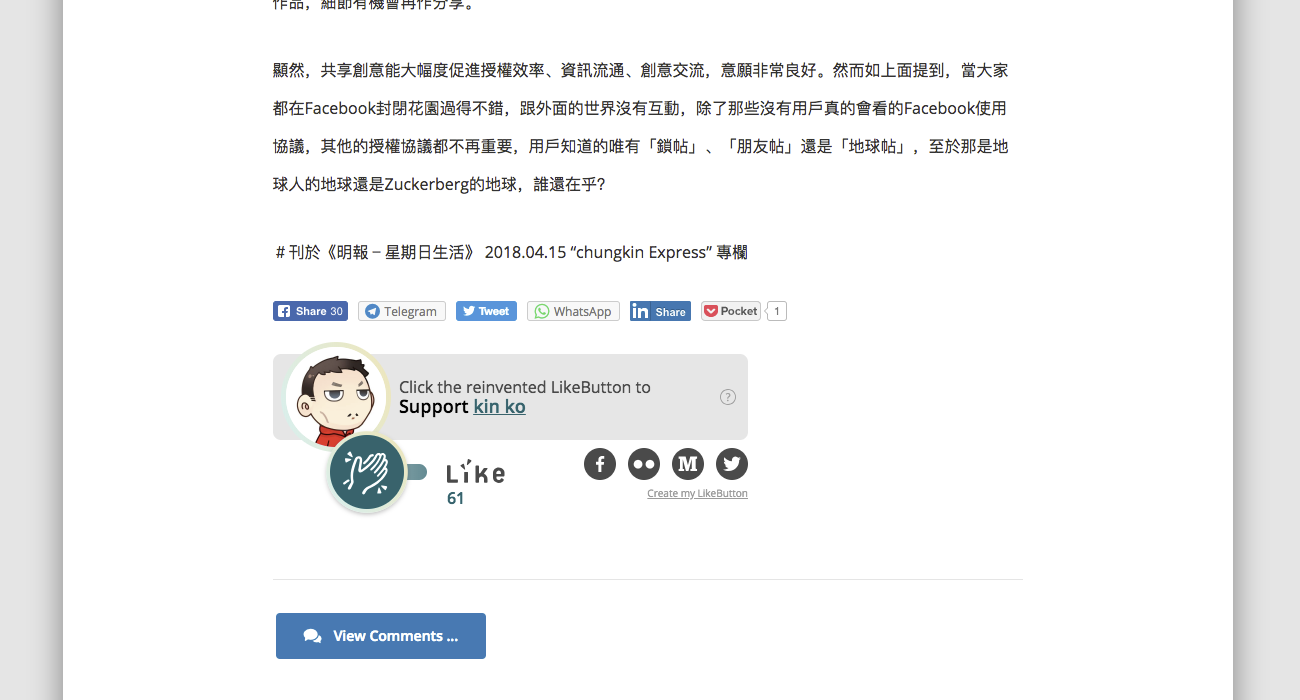 作品，細節有機會再作分享。
顯然，共享創意能大幅度促進授權效率、資訊流通、創意交流，意願非常良好。然而如上面提到，當大家
都在Facebook封閉花園過得不錯，跟外面的世界沒有互動，除了那些沒有用戶真的會看的Facebook使用
協議，其他的授權協議都不再重要，用戶知道的唯有「鎖帖」、「朋友帖」還是「地球帖」，至於那是地
球人的地球還是Zuckerberg的地球，誰還在乎?
＃刊於《明報－星期日生活》 2018.04.15 “chungkin Express” 專欄
Share 30 Telegram Tweet WhatsApp in Share Pocket 1
Click the reinvented LikeButton to
Support kin ko
?
Like
61
f M
Create my LikeButton
View Comments ...